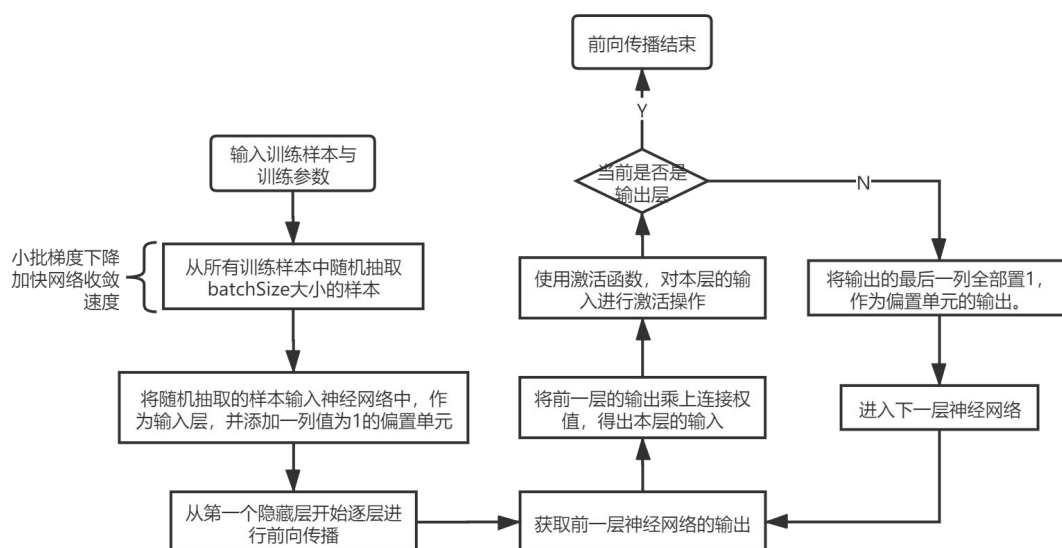 前向传播结束
Y
输入训练样本与
训练参数
当前是否是
输出层
N
小批梯度下降
加快网络收敛
速度
从所有训练样本中随机抽取
batchSize大小的样本
使用激活函数，对本层的输
入进行激活操作
将输出的最后一列全部置1，
作为偏置单元的输出。
将随机抽取的样本输入神经网络中，作
为输入层，并添加一列值为1的偏置单元
将前一层的输出乘上连接权
值，得出本层的输入
进入下一层神经网络
从第一个隐藏层开始逐层进
行前向传播
获取前一层神经网络的输出